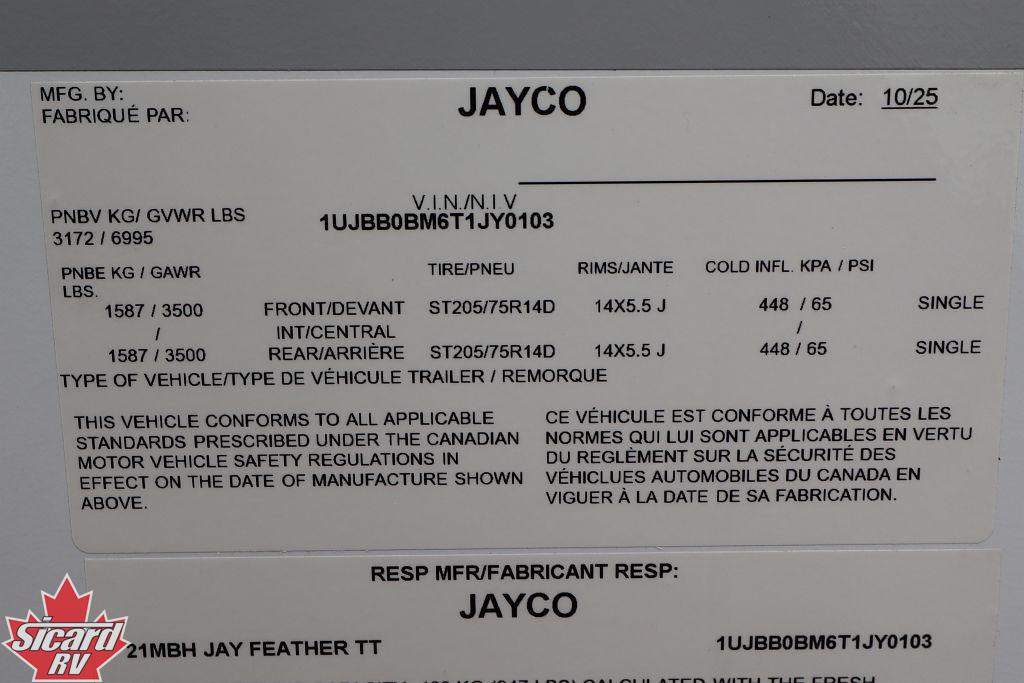 MFG. BY:
FABRIQUÉ PAR:
JAYCO
Date: 10/25
V.I.N./N.I.V
PNBV KG/ GVWR LBS
3172 / 6995
1UJBB0BM6T1JY0103
PNBE KG / GAWR LBS.
TIRE/PNEU RIMS/JANTE COLD INFL. KPA / PSI
1587 / 3500 FRONT/DEVANT ST205/75R14D 14X5.5 J 448 / 65 SINGLE
/ INT/CENTRAL /
1587 / 3500 REAR/ARRIÈRE ST205/75R14D 14X5.5 J 448 / 65 SINGLE
TYPE OF VEHICLE/TYPE DE VÉHICULE TRAILER / REMORQUE
THIS VEHICLE CONFORMS TO ALL APPLICABLE
STANDARDS PRESCRIBED UNDER THE CANADIAN
MOTOR VEHICLE SAFETY REGULATIONS IN
EFFECT ON THE DATE OF MANUFACTURE SHOWN
ABOVE.
CE VÉHICULE EST CONFORME À TOUTES LES
NORMES QUI LUI SONT APPLICABLES EN VERTU
DU REGLÈMENT SUR LA SÉCURITÉ DES
VÉHICLUES AUTOMOBILES DU CANADA EN
VIGUER À LA DATE DE SA FABRICATION.
RESP MFR/FABRICANT RESP:
JAYCO
21MBH JAY FEATHER TT 1UJBB0BM6T1JY0103
CALCULATED WITH THE FRESH
Sicard
RV